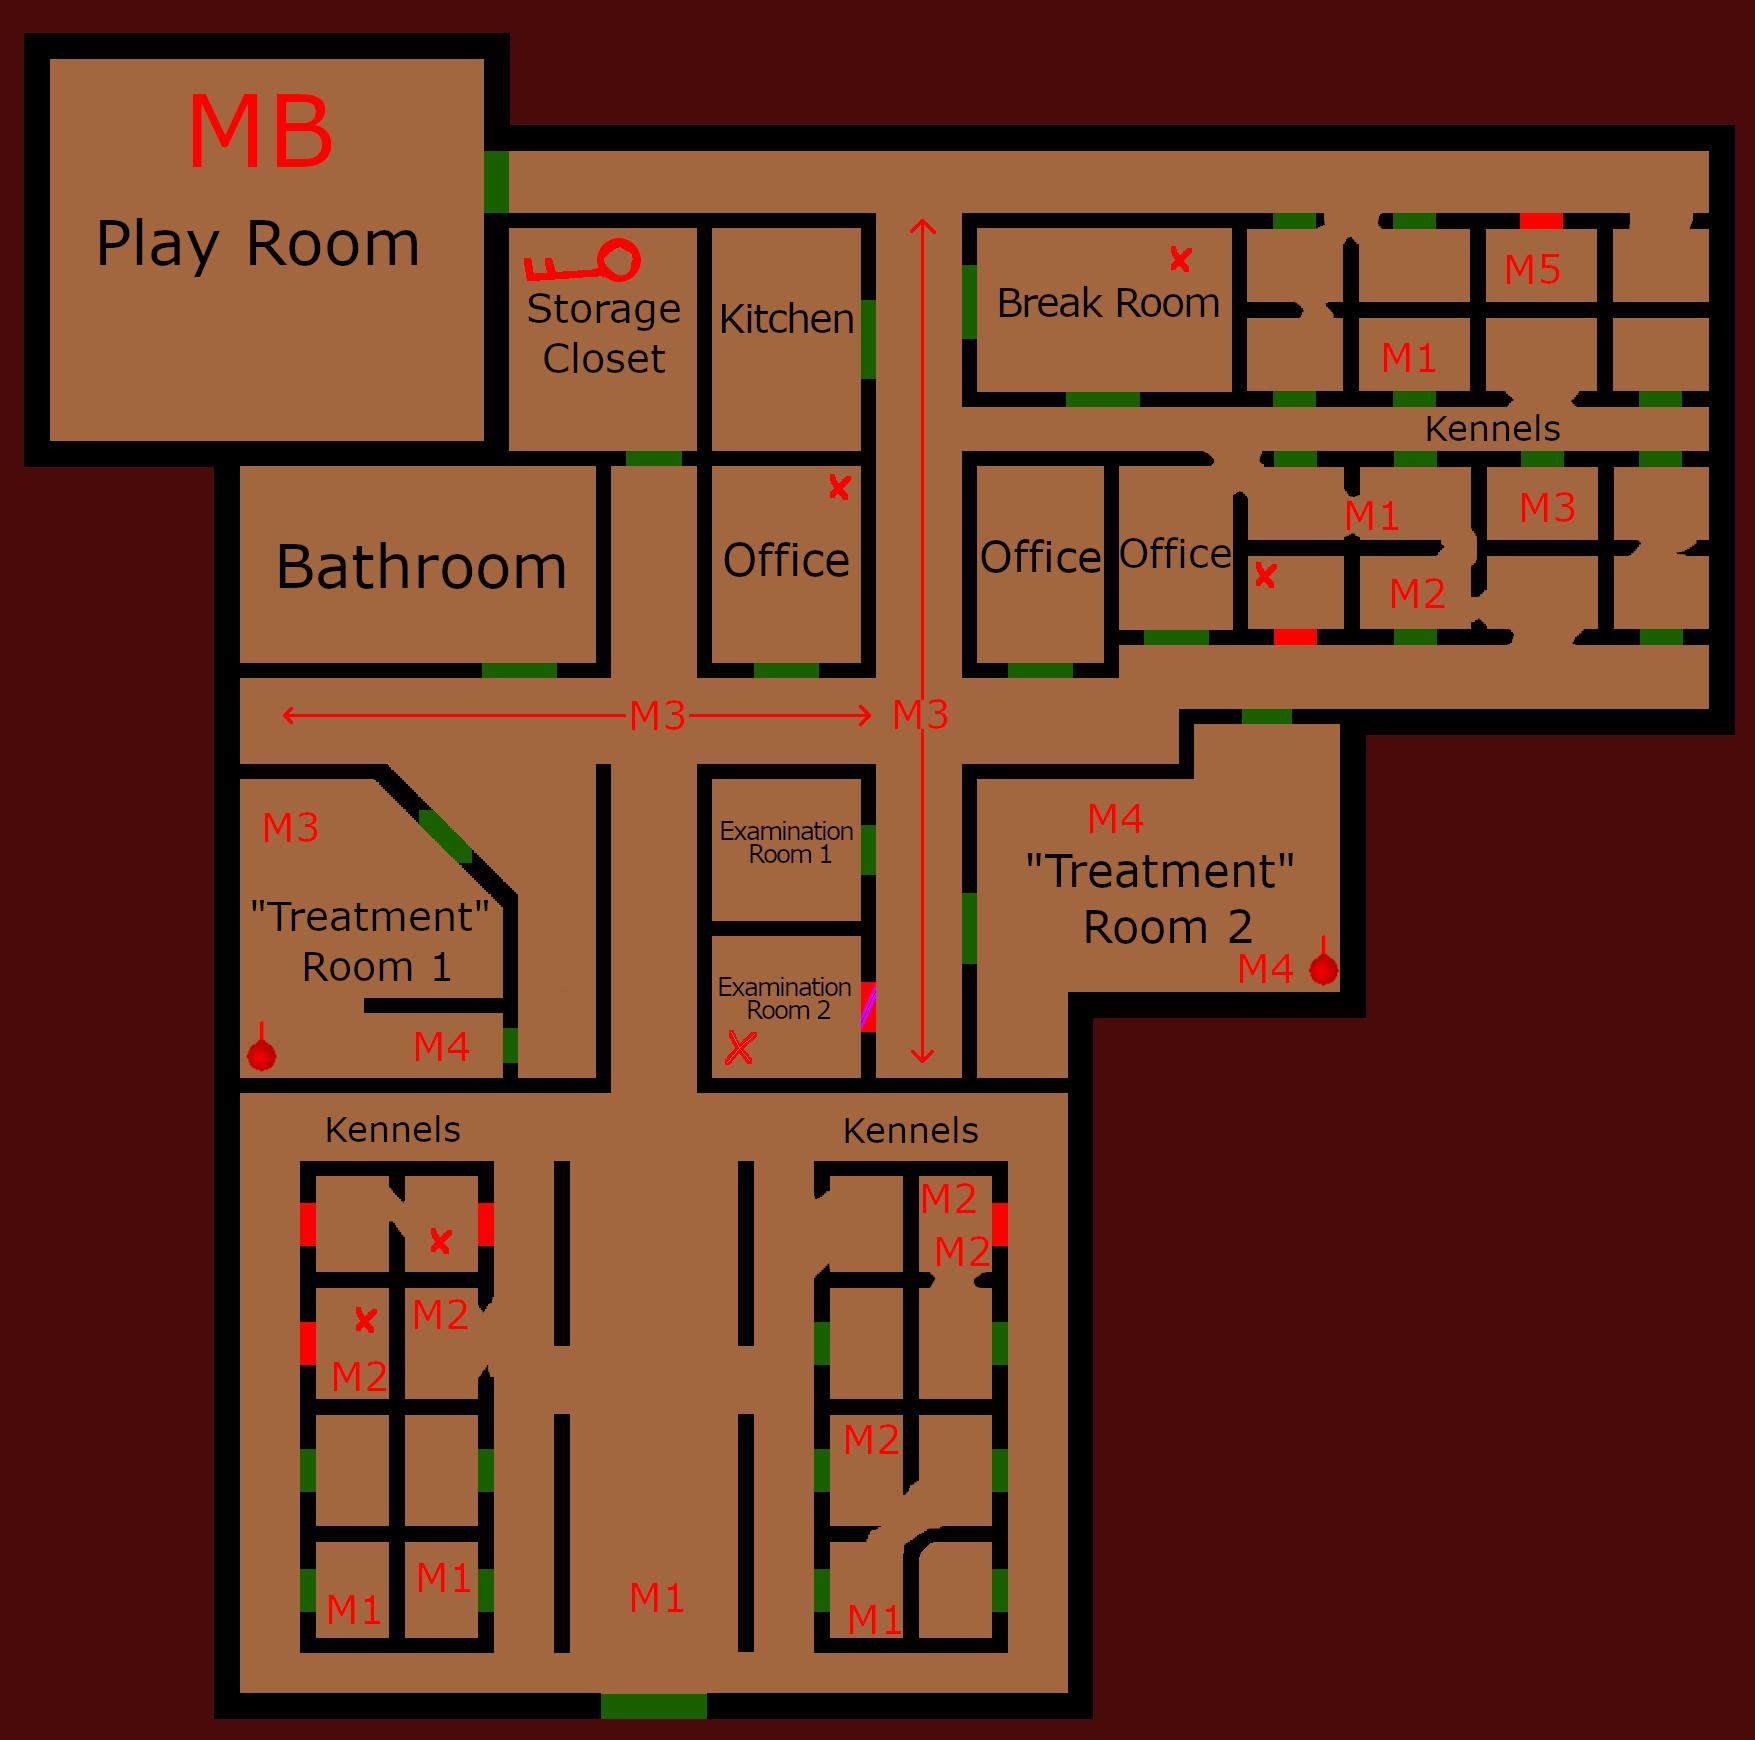 MB
Play Room
Storage
Closet
Kitchen
Break Room
M5
M1
Kennels
Bathroom
Office
Office
Office
M1
M3
M2
M3
M3
M3
"Treatment"
Room 1
M4
Examination
Room 1
Examination
Room 2
M4
"Treatment"
Room 2
M4
Kennels
Kennels
M2
M2
M2
M2
M2
M1
M1
M1
M1